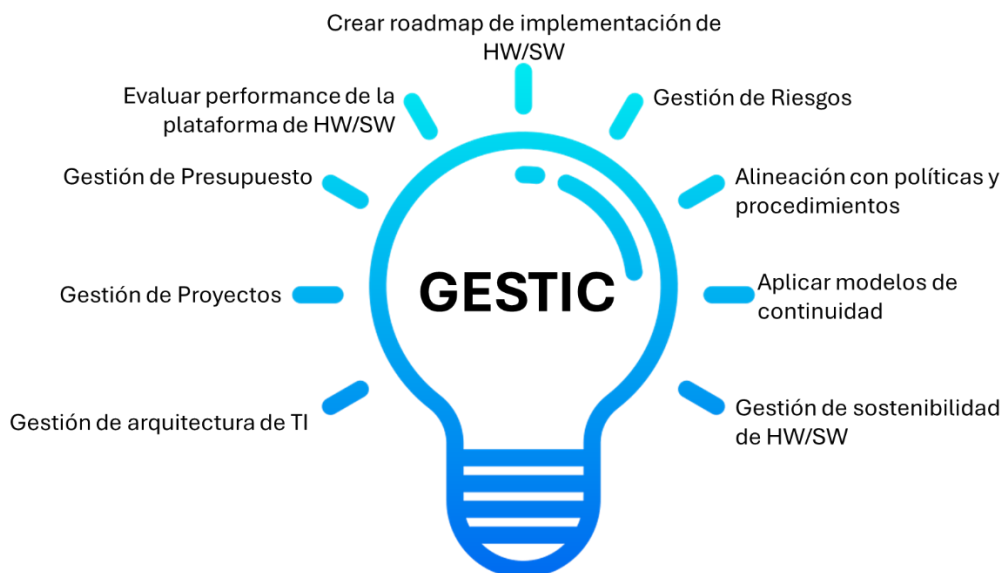 Crear roadmap de implementación de
HW/SW
Evaluar performance de la
plataforma de HW/SW
Gestión de Riesgos
Gestión de Presupuesto
Alineación con políticas y
procedimientos
GESTIC
Gestión de Proyectos
Aplicar modelos de
continuidad
Gestión de arquitectura de TI
Gestión de sostenibilidad
de HW/SW